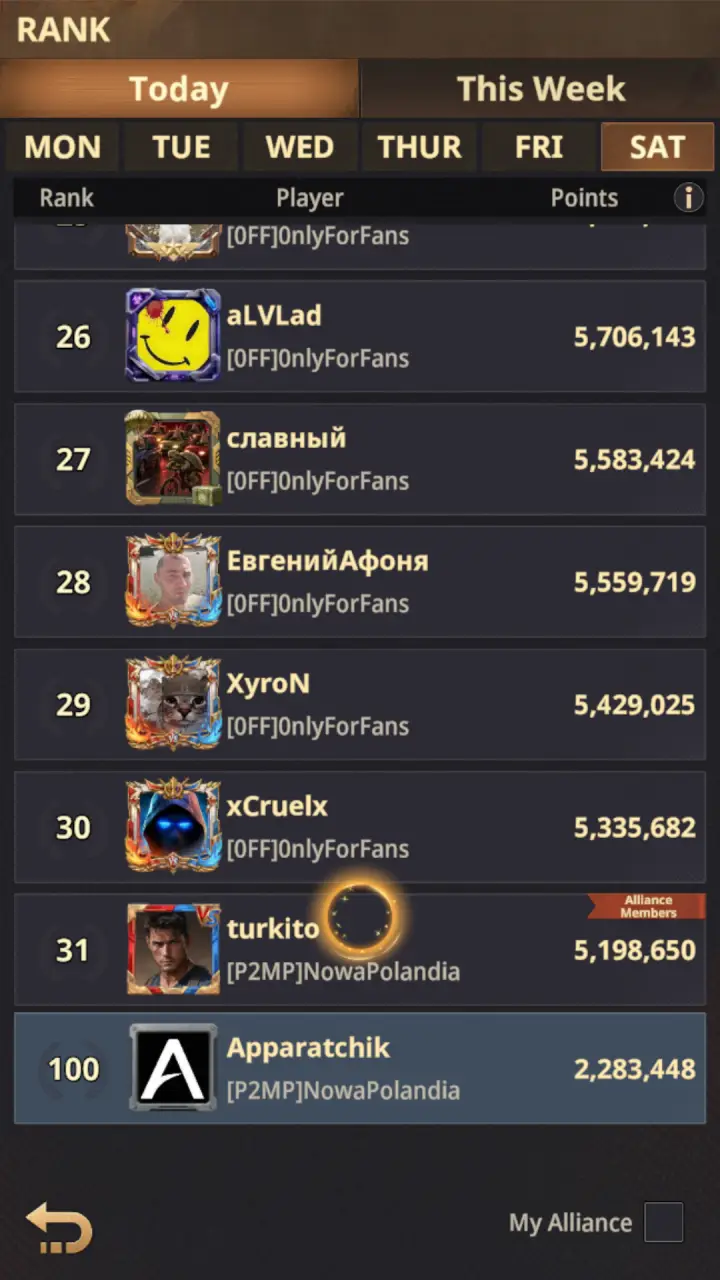 RANK
Today
This Week
MON
TUE
WED
THUR
FRI
SAT
Rank
Player
Points
[0FF]0nlyForFans
26
aLVLad
[0FF]0nlyForFans
5,706,143
27
славный
[0FF]0nlyForFans
5,583,424
28
ЕвгенийАфоня
[0FF]0nlyForFans
5,559,719
29
XyroN
[0FF]0nlyForFans
5,429,025
30
xCruelx
[0FF]0nlyForFans
5,335,682
Alliance
Members
31
turkito
[P2MP]NowaPolandia
5,198,650
100
Apparatchik
[P2MP]NowaPolandia
2,283,448
My Alliance